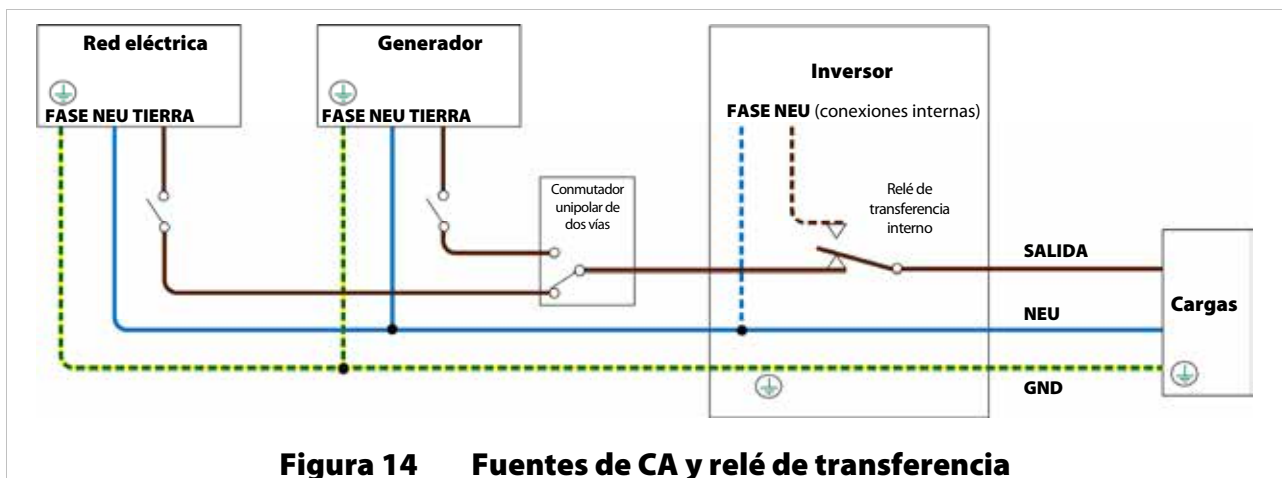 Red eléctrica
FASE NEU TIERRA
Generador
FASE NEU TIERRA
Conmutador
unipolar de
dos vías
Inversor
FASE NEU (conexiones internas)
Relé de
transferencia
interno
SALIDA
NEU
GND
Cargas
Figura 14 Fuentes de CA y relé de transferencia